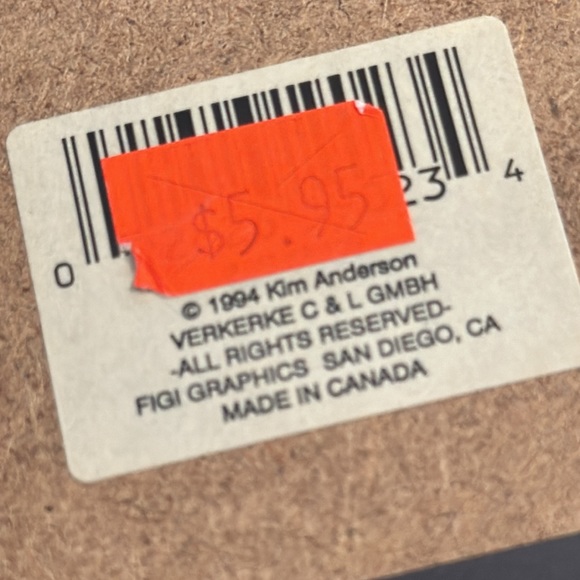 $5.95
0 23 4
© 1994 Kim Anderson
VERKERKE C & L GMBH
-ALL RIGHTS RESERVED-
FIGI GRAPHICS SAN DIEGO, CA
MADE IN CANADA